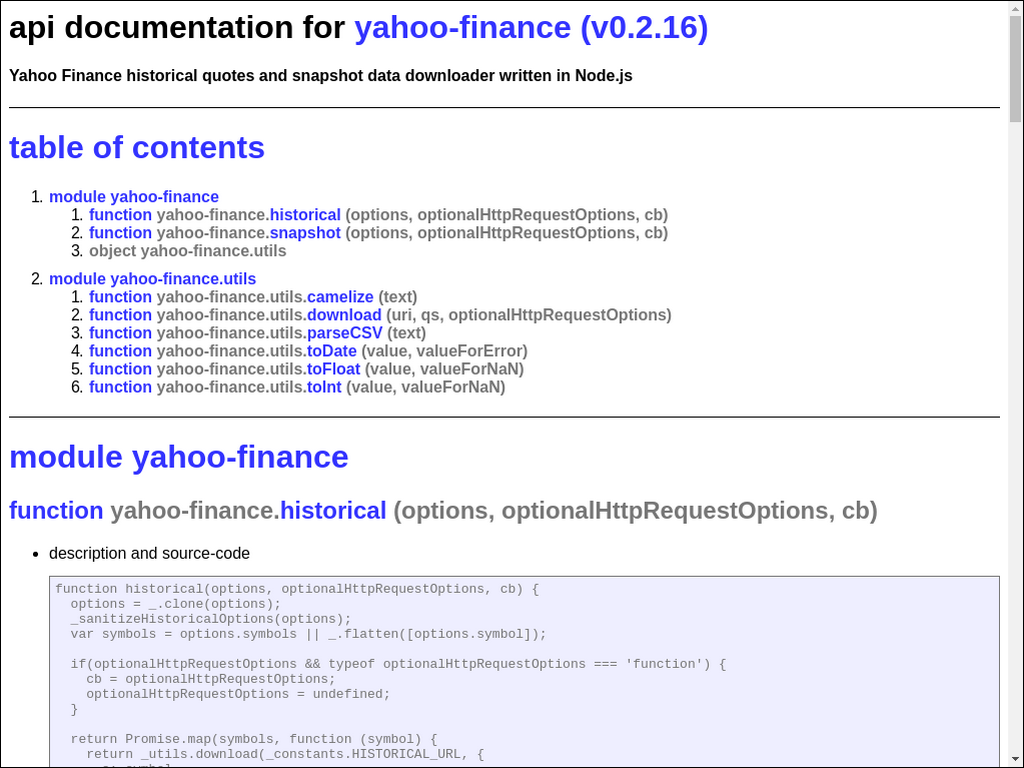 api documentation for yahoo-finance (v0.2.16)
Yahoo Finance historical quotes and snapshot data downloader written in Node.js
table of contents
1. module yahoo-finance
1. function yahoo-finance.historical (options, optionalHttpRequestOptions, cb)
2. function yahoo-finance.snapshot (options, optionalHttpRequestOptions, cb)
3. object yahoo-finance.utils
2. module yahoo-finance.utils
1. function yahoo-finance.utils.camelize (text)
2. function yahoo-finance.utils.download (uri, qs, optionalHttpRequestOptions)
3. function yahoo-finance.utils.parseCSV (text)
4. function yahoo-finance.utils.toDate (value, valueForError)
5. function yahoo-finance.utils.toFloat (value, valueForNaN)
6. function yahoo-finance.utils.toInt (value, valueForNaN)
module yahoo-finance
function yahoo-finance.historical (options, optionalHttpRequestOptions, cb)
• description and source-code
function historical(options, optionalHttpRequestOptions, cb) {
  options = _.clone(options);
  _sanitizeHistoricalOptions(options);
  var symbols = options.symbols || _.flatten([options.symbol]);
  if(optionalHttpRequestOptions && typeof optionalHttpRequestOptions === 'function') {
    cb = optionalHttpRequestOptions;
    optionalHttpRequestOptions = undefined;
  }
  return Promise.map(symbols, function (symbol) {
    return _utils.download(_constants.HISTORICAL_URL, {